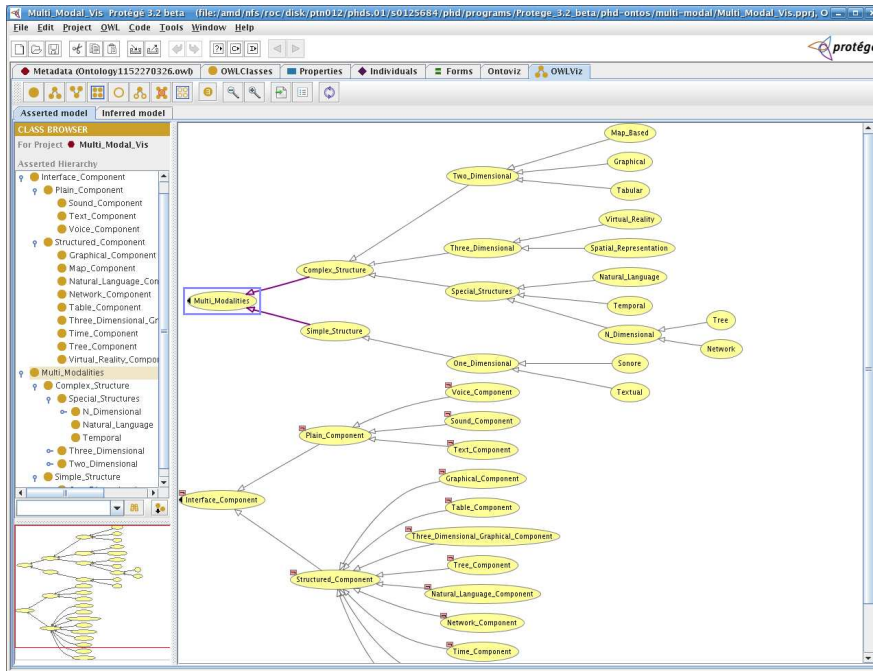 Multi_Modal_Vis Protégé 3.2 beta (file:/amd/nfs/roc/disk/ptn012/phds.01/s0125684/phd/programs/Protege_3.2_beta/phd-ontos/multi-modal/Multi_Modal_Vis.pprj, O
File Edit Project OWL Code Tools Window Help
protégé
Metadata (Ontology1152270326.owl) OWLClasses Properties Individuals Forms Ontoviz OWLViz
Asserted model Inferred model
CLASS BROWSER
For Project Multi_Modal_Vis
Asserted Hierarchy
Interface_Component
Plain_Component
Sound_Component
Text_Component
Voice_Component
Structured_Component
Graphical_Component
Map_Component
Natural_Language_Con
Network_Component
Table_Component
Three_Dimensional_Gr
Time_Component
Tree_Component
Virtual_Reality_Compo
Multi_Modalities
Complex_Structure
Special_Structures
N_Dimensional
Natural_Language
Temporal
Three_Dimensional
Two_Dimensional
Simple_Structure
Map_Based
Graphical
Two_Dimensional
Tabular
Virtual_Reality
Three_Dimensional
Spatial_Representation
Complex_Structure
Natural_Language
Special_Structures
Multi_Modalities
Temporal
Tree
Simple_Structure
N_Dimensional
Network
One_Dimensional
Sonore
Textual
Voice_Component
Sound_Component
Plain_Component
Text_Component
Graphical_Component
Interface_Component
Table_Component
Three_Dimensional_Graphical_Component
Tree_Component
Structured_Component
Natural_Language_Component
Network_Component
Time_Component